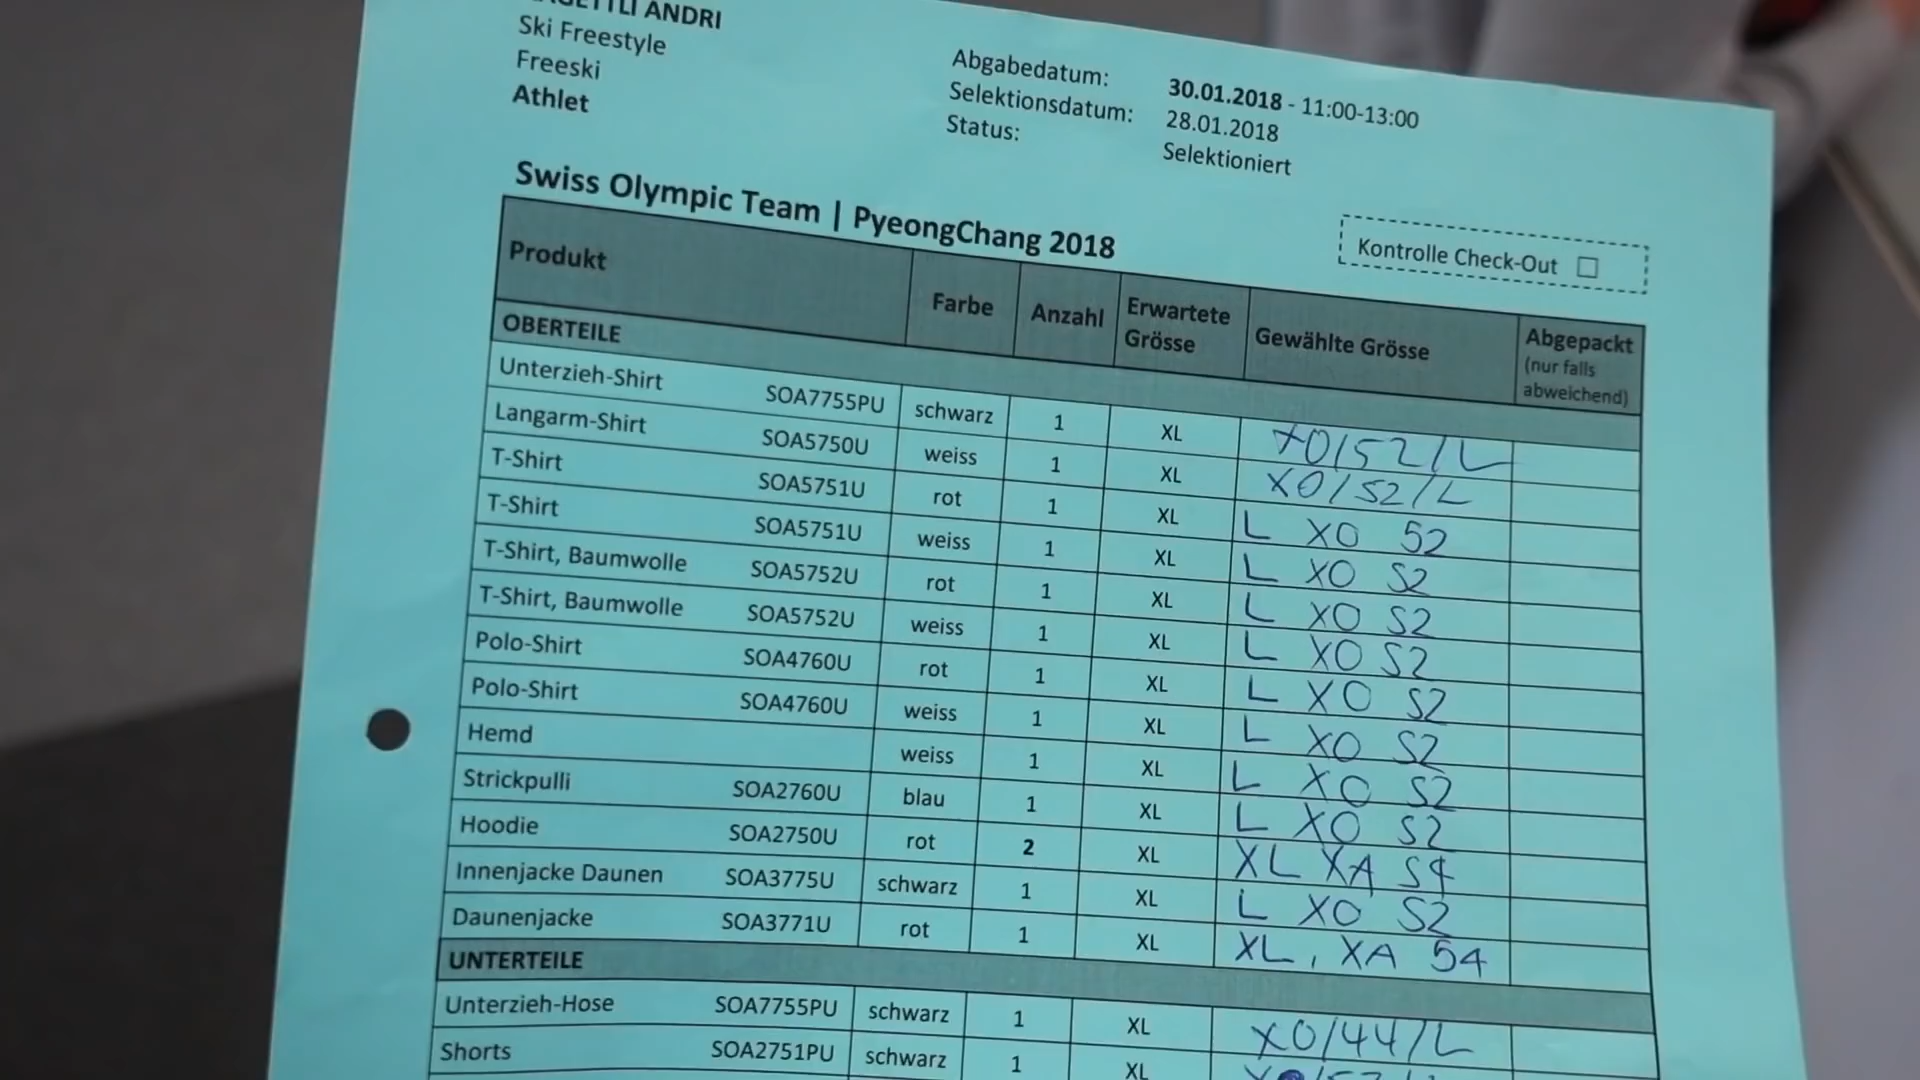 ANDRI
Ski Freestyle
Freeski
Athlet
Abgabedatum: 30.01.2018 - 11:00-13:00
Selektionsdatum: 28.01.2018
Status: Selektioniert
Swiss Olympic Team | PyeongChang 2018
Kontrolle Check-Out
Produkt Farbe Anzahl Erwartete Grösse Gewählte Grösse Abgepackt (nur falls abweichend)
OBERTEILE
Unterzieh-Shirt SOA7755PU schwarz 1 XL XO/52/L
Langarm-Shirt SOA5750U weiss 1 XL XO/52/L
T-Shirt SOA5751U rot 1 XL L XO 52
T-Shirt SOA5751U weiss 1 XL L XO 52
T-Shirt, Baumwolle SOA5752U rot 1 XL L XO 52
T-Shirt, Baumwolle SOA5752U weiss 1 XL L XO 52
Polo-Shirt SOA4760U rot 1 XL L XO 52
Polo-Shirt SOA4760U weiss 1 XL L XO 52
Hemd weiss 1 XL L XO 52
Strickpulli SOA2760U blau 1 XL L XO 52
Hoodie SOA2750U rot 2 XL XL XA 54
Innenjacke Daunen SOA3775U schwarz 1 XL L XO 52
Daunenjacke SOA3771U rot 1 XL XL, XA 54
UNTERTEILE
Unterzieh-Hose SOA7755PU schwarz 1 XL XO/44/L
Shorts SOA2751PU schwarz 1 XL